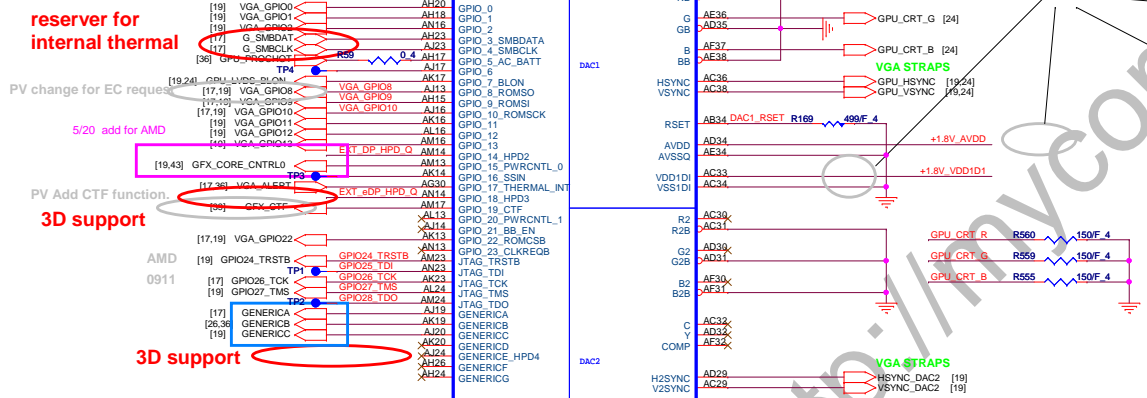 reserver for
internal thermal
[19] VGA_GPIO0 AH20 GPIO_0
[19] VGA_GPIO1 AH18 GPIO_1
[19] AN16 GPIO_2
[17] G_SMBDAT AH23 GPIO_3_SMBDATA
[17] G_SMBCLK AJ23 GPIO_4_SMBCLK
[36] R59 0_4 AH17 GPIO_5_AC_BATT
TP4 AJ17 GPIO_6
[19,24] AK17 GPIO_7_BLON
PV change for EC reques [17,19] VGA_GPIO8 VGA_GPIO8 AJ13 GPIO_8_ROMSO
VGA_GPIO9 AH15 GPIO_9_ROMSI
[17,19] VGA_GPIO10 VGA_GPIO10 AJ16 GPIO_10_ROMSCK
[19] VGA_GPIO11 AK16 GPIO_11
[19] VGA_GPIO12 AL16 GPIO_12
5/20 add for AMD
AM16 GPIO_13
EXT_DP_HPD_Q AM14 GPIO_14_HPD2
[19,43] GFX_CORE_CNTRL0 AM13 GPIO_15_PWRCNTL_0
TP3 AK14 GPIO_16_SSIN
[17,36] VGA_ALERT AG30 GPIO_17_THERMAL_INT
PV Add CTF function. EXT_eDP_HPD_Q AN14 GPIO_18_HPD3
[39] GFX_CTF AM17 GPIO_19_CTF
3D support
AL13 GPIO_20_PWRCNTL_1
AJ14 GPIO_21_BB_EN
[17,19] VGA_GPIO22 AK13 GPIO_22_ROMCSB
AN13 GPIO_23_CLKREQB
AMD
0911
[19] GPIO24_TRSTB GPIO24_TRSTB AM23 JTAG_TRSTB
TP1 GPIO25_TDI AN23 JTAG_TDI
[17] GPIO26_TCK GPIO26_TCK AK23 JTAG_TCK
[19] GPIO27_TMS GPIO27_TMS AL24 JTAG_TMS
TP2 GPIO28_TDO AM24 JTAG_TDO
[17] GENERICA AJ19 GENERICA
[26,36 GENERICB AK19 GENERICB
[19] GENERICC AJ20 GENERICC
AK20 GENERICD
3D support
AJ24 GENERICE_HPD4
AH26 GENERICF
AH24 GENERICG
DAC1
G AE36 GPU_CRT_G [24]
GB AD35
B AF37 GPU_CRT_B [24]
BB AE38
VGA STRAPS
HSYNC AC36 GPU_HSYNC [19,24]
VSYNC AC38 GPU_VSYNC [19,24]
RSET AB34 DAC1_RSET R169 499/F_4
AVDD AD34 +1.8V_AVDD
AVSSQ AE34
VDD1DI AC33 +1.8V_VDD1D1
VSS1DI AC34
R2 AC30
R2B AC31
G2 AD30
G2B AD31
B2 AF30
B2B AF31
GPU_CRT_R R560 150/F_4
GPU_CRT_G R559 150/F_4
GPU_CRT_B R555 150/F_4
C AC32
Y AD32
COMP AF32
DAC2
VGA STRAPS
H2SYNC AD29 HSYNC_DAC2 [19]
V2SYNC AC29 VSYNC_DAC2 [19]